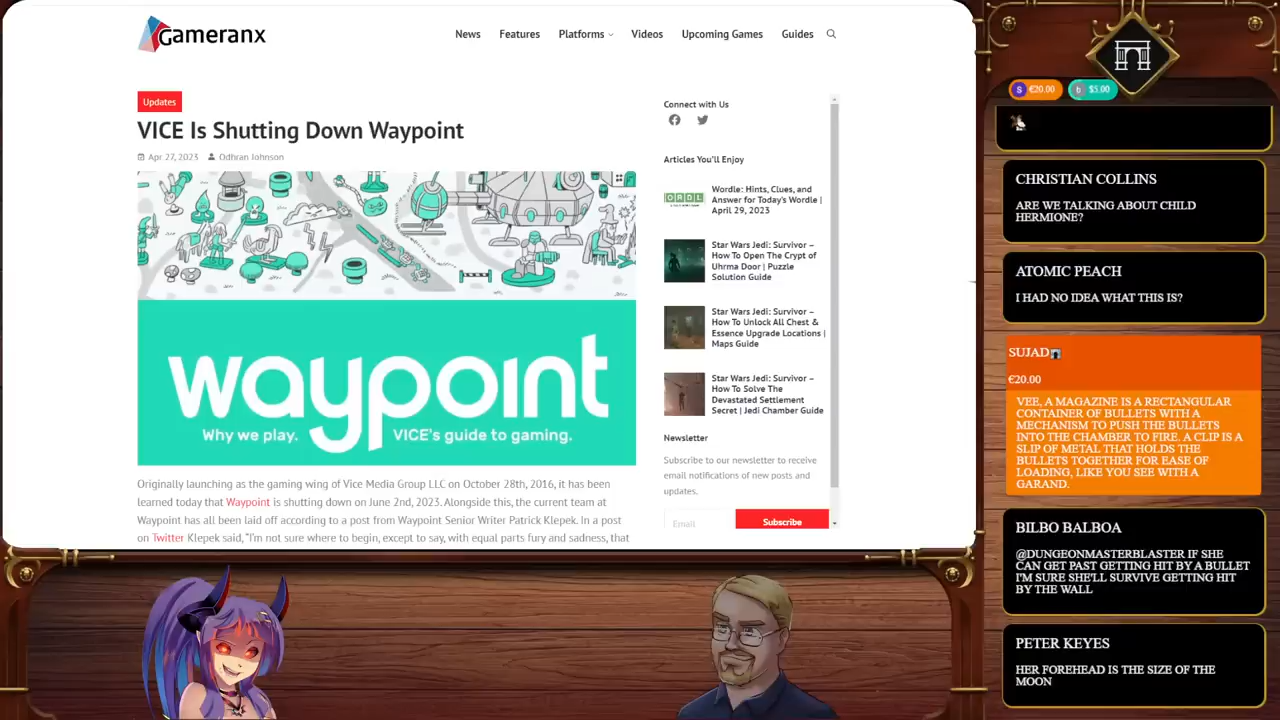 Gameranx
News Features Platforms Videos Upcoming Games Guides
Updates
VICE Is Shutting Down Waypoint
Apr 27, 2023 Odhran Johnson
waypoint
Why we play. VICE's guide to gaming.
Originally launching as the gaming wing of Vice Media Group LLC on October 28th, 2016, it has been
learned today that Waypoint is shutting down on June 2nd, 2023. Alongside this, the current team at
Waypoint has all been laid off according to a post from Waypoint Senior Writer Patrick Klepek. In a post
on Twitter Klepek said, "I'm not sure where to begin, except to say, with equal parts fury and sadness, that
Connect with Us
Articles You'll Enjoy
Wordle: Hints, Clues, and
Answer for Today's Wordle |
April 29, 2023
Star Wars Jedi: Survivor –
How To Open The Crypt of
Uhrma Door | Puzzle
Solution Guide
Star Wars Jedi: Survivor –
How To Unlock All Chest &
Essence Upgrade Locations |
Maps Guide
Star Wars Jedi: Survivor –
How To Solve The
Devastated Settlement
Secret | Jedi Chamber Guide
Newsletter
Subscribe to our newsletter to receive
email notifications of new posts and
updates.
Email Subscribe
S €20.00 b $5.00
CHRISTIAN COLLINS
ARE WE TALKING ABOUT CHILD
HERMIONE?
ATOMIC PEACH
I HAD NO IDEA WHAT THIS IS?
SUJAD
€20.00
VEE, A MAGAZINE IS A RECTANGULAR
CONTAINER OF BULLETS WITH A
MECHANISM TO PUSH THE BULLETS
INTO THE CHAMBER TO FIRE. A CLIP IS A
SLIP OF METAL THAT HOLDS THE
BULLETS TOGETHER FOR EASE OF
LOADING, LIKE YOU SEE WITH A
GARAND.
BILBO BALBOA
@DUNGEONMASTERBLASTER IF SHE
CAN GET PAST GETTING HIT BY A BULLET
I'M SURE SHE'LL SURVIVE GETTING HIT
BY THE WALL
PETER KEYES
HER FOREHEAD IS THE SIZE OF THE
MOON